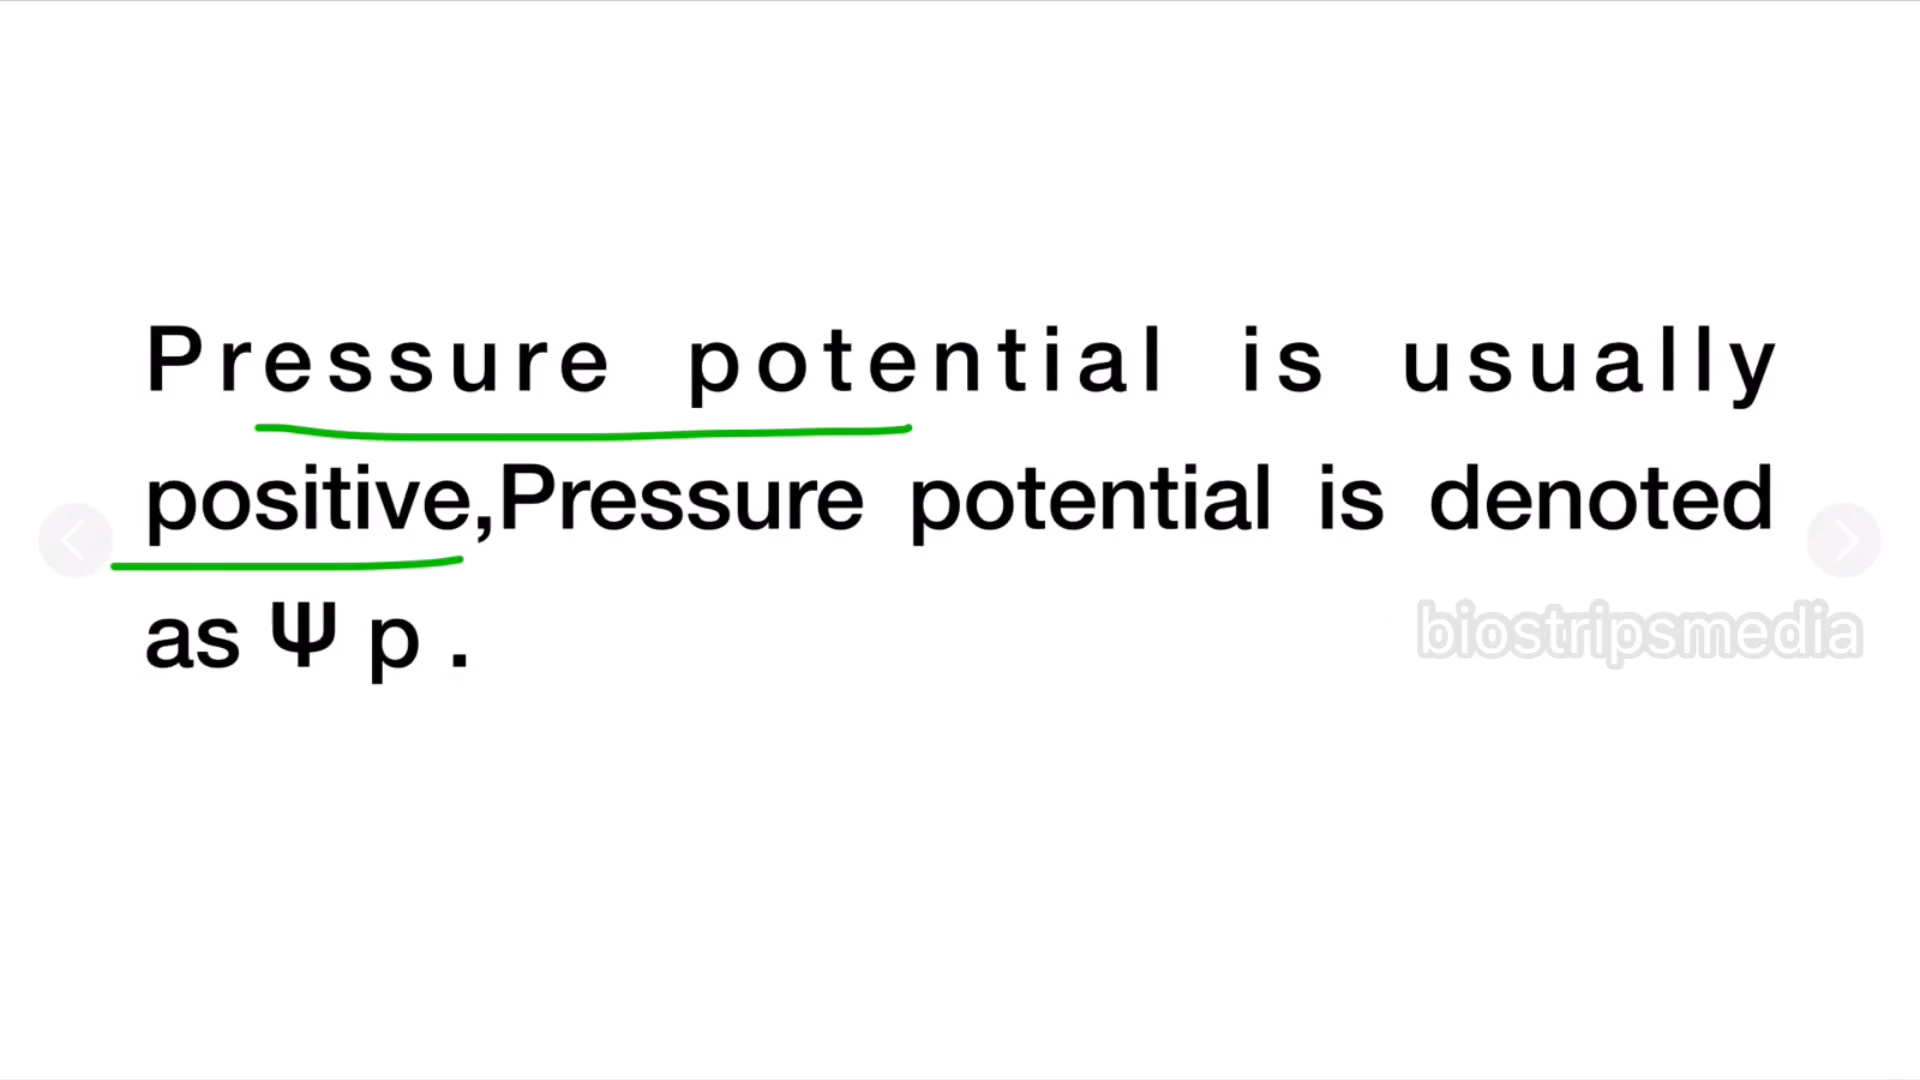 Pressure potential is usually
positive,Pressure potential is denoted
as Ψ p .
biostripsmedia